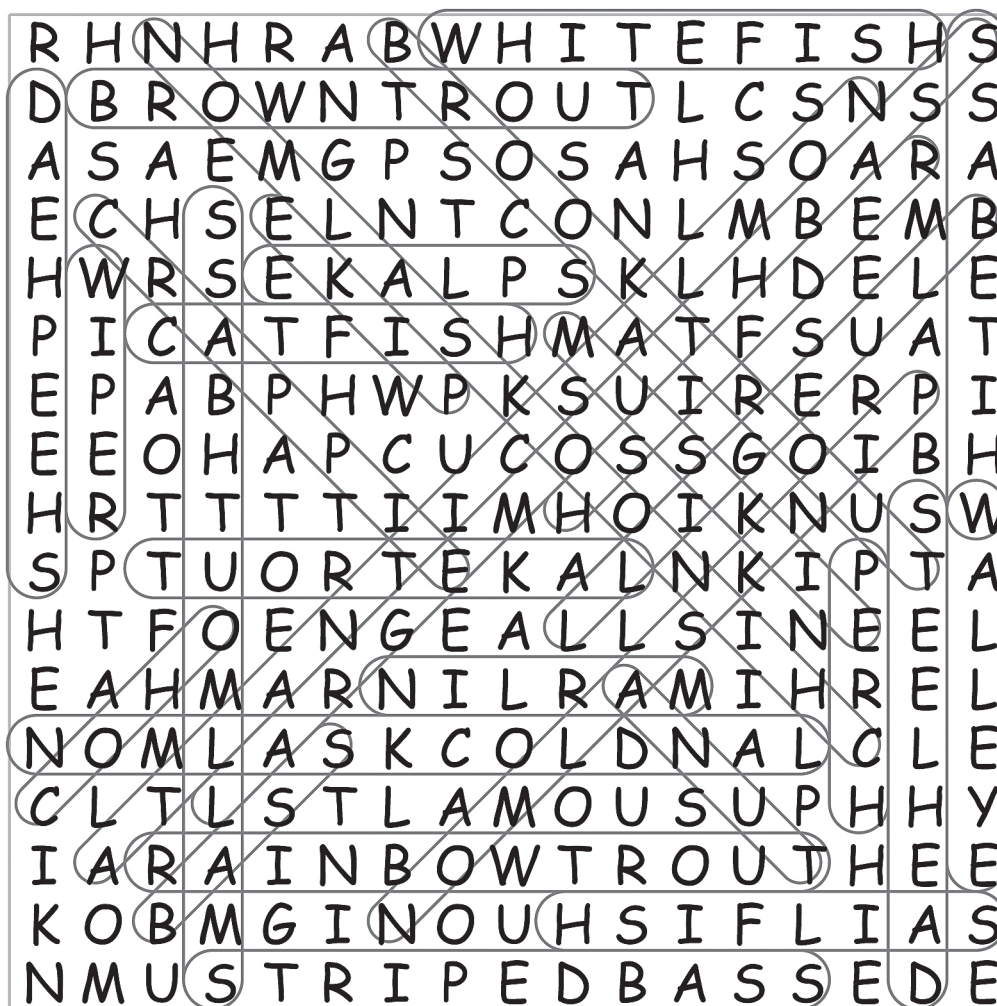 R H N H R A B W H I T E F I S H S
D B R O W N T R O U T L C S N S S
A S A E M G P S O S A H S O A R A
E C H S E L N T C O N L M B E M B
H W R S E K A L P S K L H D E L E
P I C A T F I S H M A T F S U A T
E P A B P H W P K S U I R E R P I
E E O H A P C U C O S S G O I B H
H R T T T T I I M H O I K N U S W
S P T U O R T E K A L N K I P T A
H T F O E N G E A L L S I N E E L
E A H M A R N I L R A M I H R E L
N O M L A S K C O L D N A L C L E
C L T L S T L A M O U S U P H H Y
I A R A I N B O W T R O U T H E E
K O B M G I N O U H S I F L I A S
N M U S T R I P E D B A S S E D E